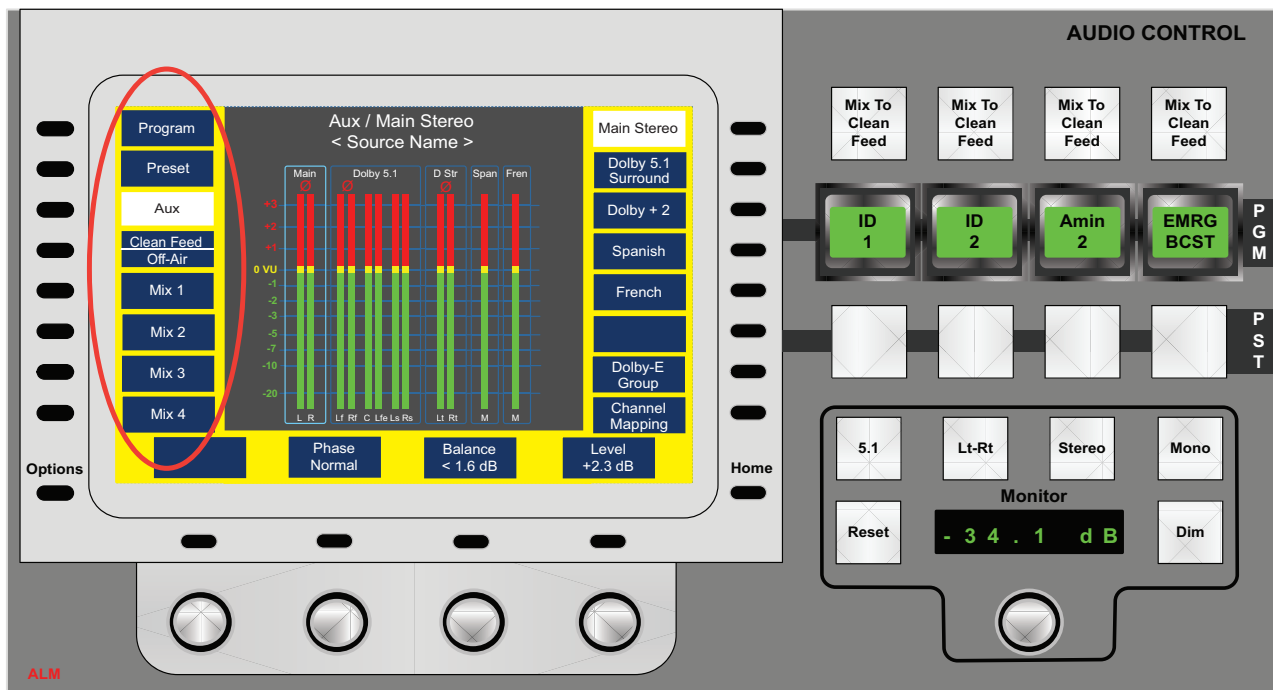 AUDIO CONTROL
Program
Preset
Aux
Clean Feed
Off-Air
Mix 1
Mix 2
Mix 3
Mix 4
Options
Aux / Main Stereo
< Source Name >
Main
Dolby 5.1
D Str
Span
Fren
Ø
Ø
Ø
+3
+2
+1
0 VU
-1
-2
-3
-5
-7
-10
-20
L R
Lf Rf C Lfe Ls Rs
Lt Rt
M
M
Main Stereo
Dolby 5.1
Surround
Dolby + 2
Spanish
French
Dolby-E
Group
Channel
Mapping
Home
Phase
Normal
Balance
< 1.6 dB
Level
+2.3 dB
Mix To
Clean
Feed
Mix To
Clean
Feed
Mix To
Clean
Feed
Mix To
Clean
Feed
ID
1
ID
2
Amin
2
EMRG
BCST
PGM
PST
5.1
Lt-Rt
Stereo
Mono
Monitor
Reset
-34.1 dB
Dim
ALM